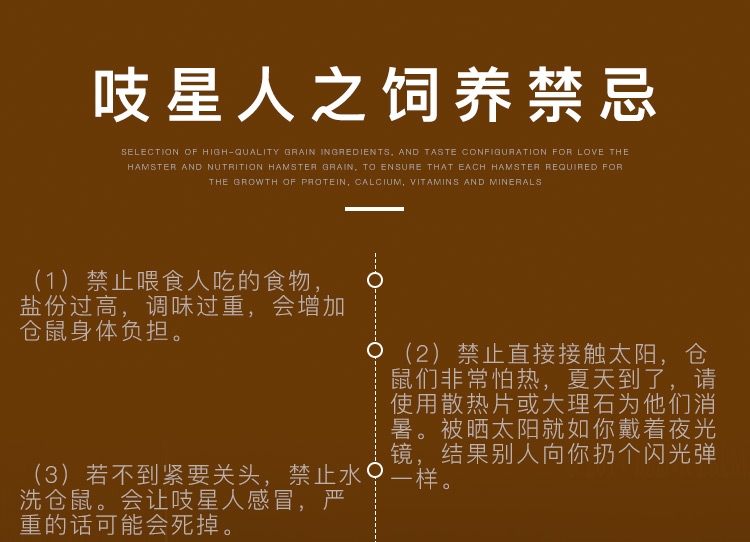 吱星人之饲养禁忌
SELECTION OF HIGH-QUALITY GRAIN INGREDIENTS, AND TASTE CONFIGURATION FOR LOVE THE
HAMSTER AND NUTRITION HAMSTER GRAIN, TO ENSURE THAT EACH HAMSTER REQUIRED FOR
THE GROWTH OF PROTEIN, CALCIUM, VITAMINS AND MINERALS
（1）禁止喂食人吃的食物，
盐份过高，调味过重，会增加
仓鼠身体负担。
（2）禁止直接接触太阳，仓
鼠们非常怕热，夏天到了，请
使用散热片或大理石为他们消
暑。被晒太阳就如你戴着夜光
镜，结果别人向你扔个闪光弹
一样。
（3）若不到紧要关头，禁止水
洗仓鼠。会让吱星人感冒，严
重的话可能会死掉。